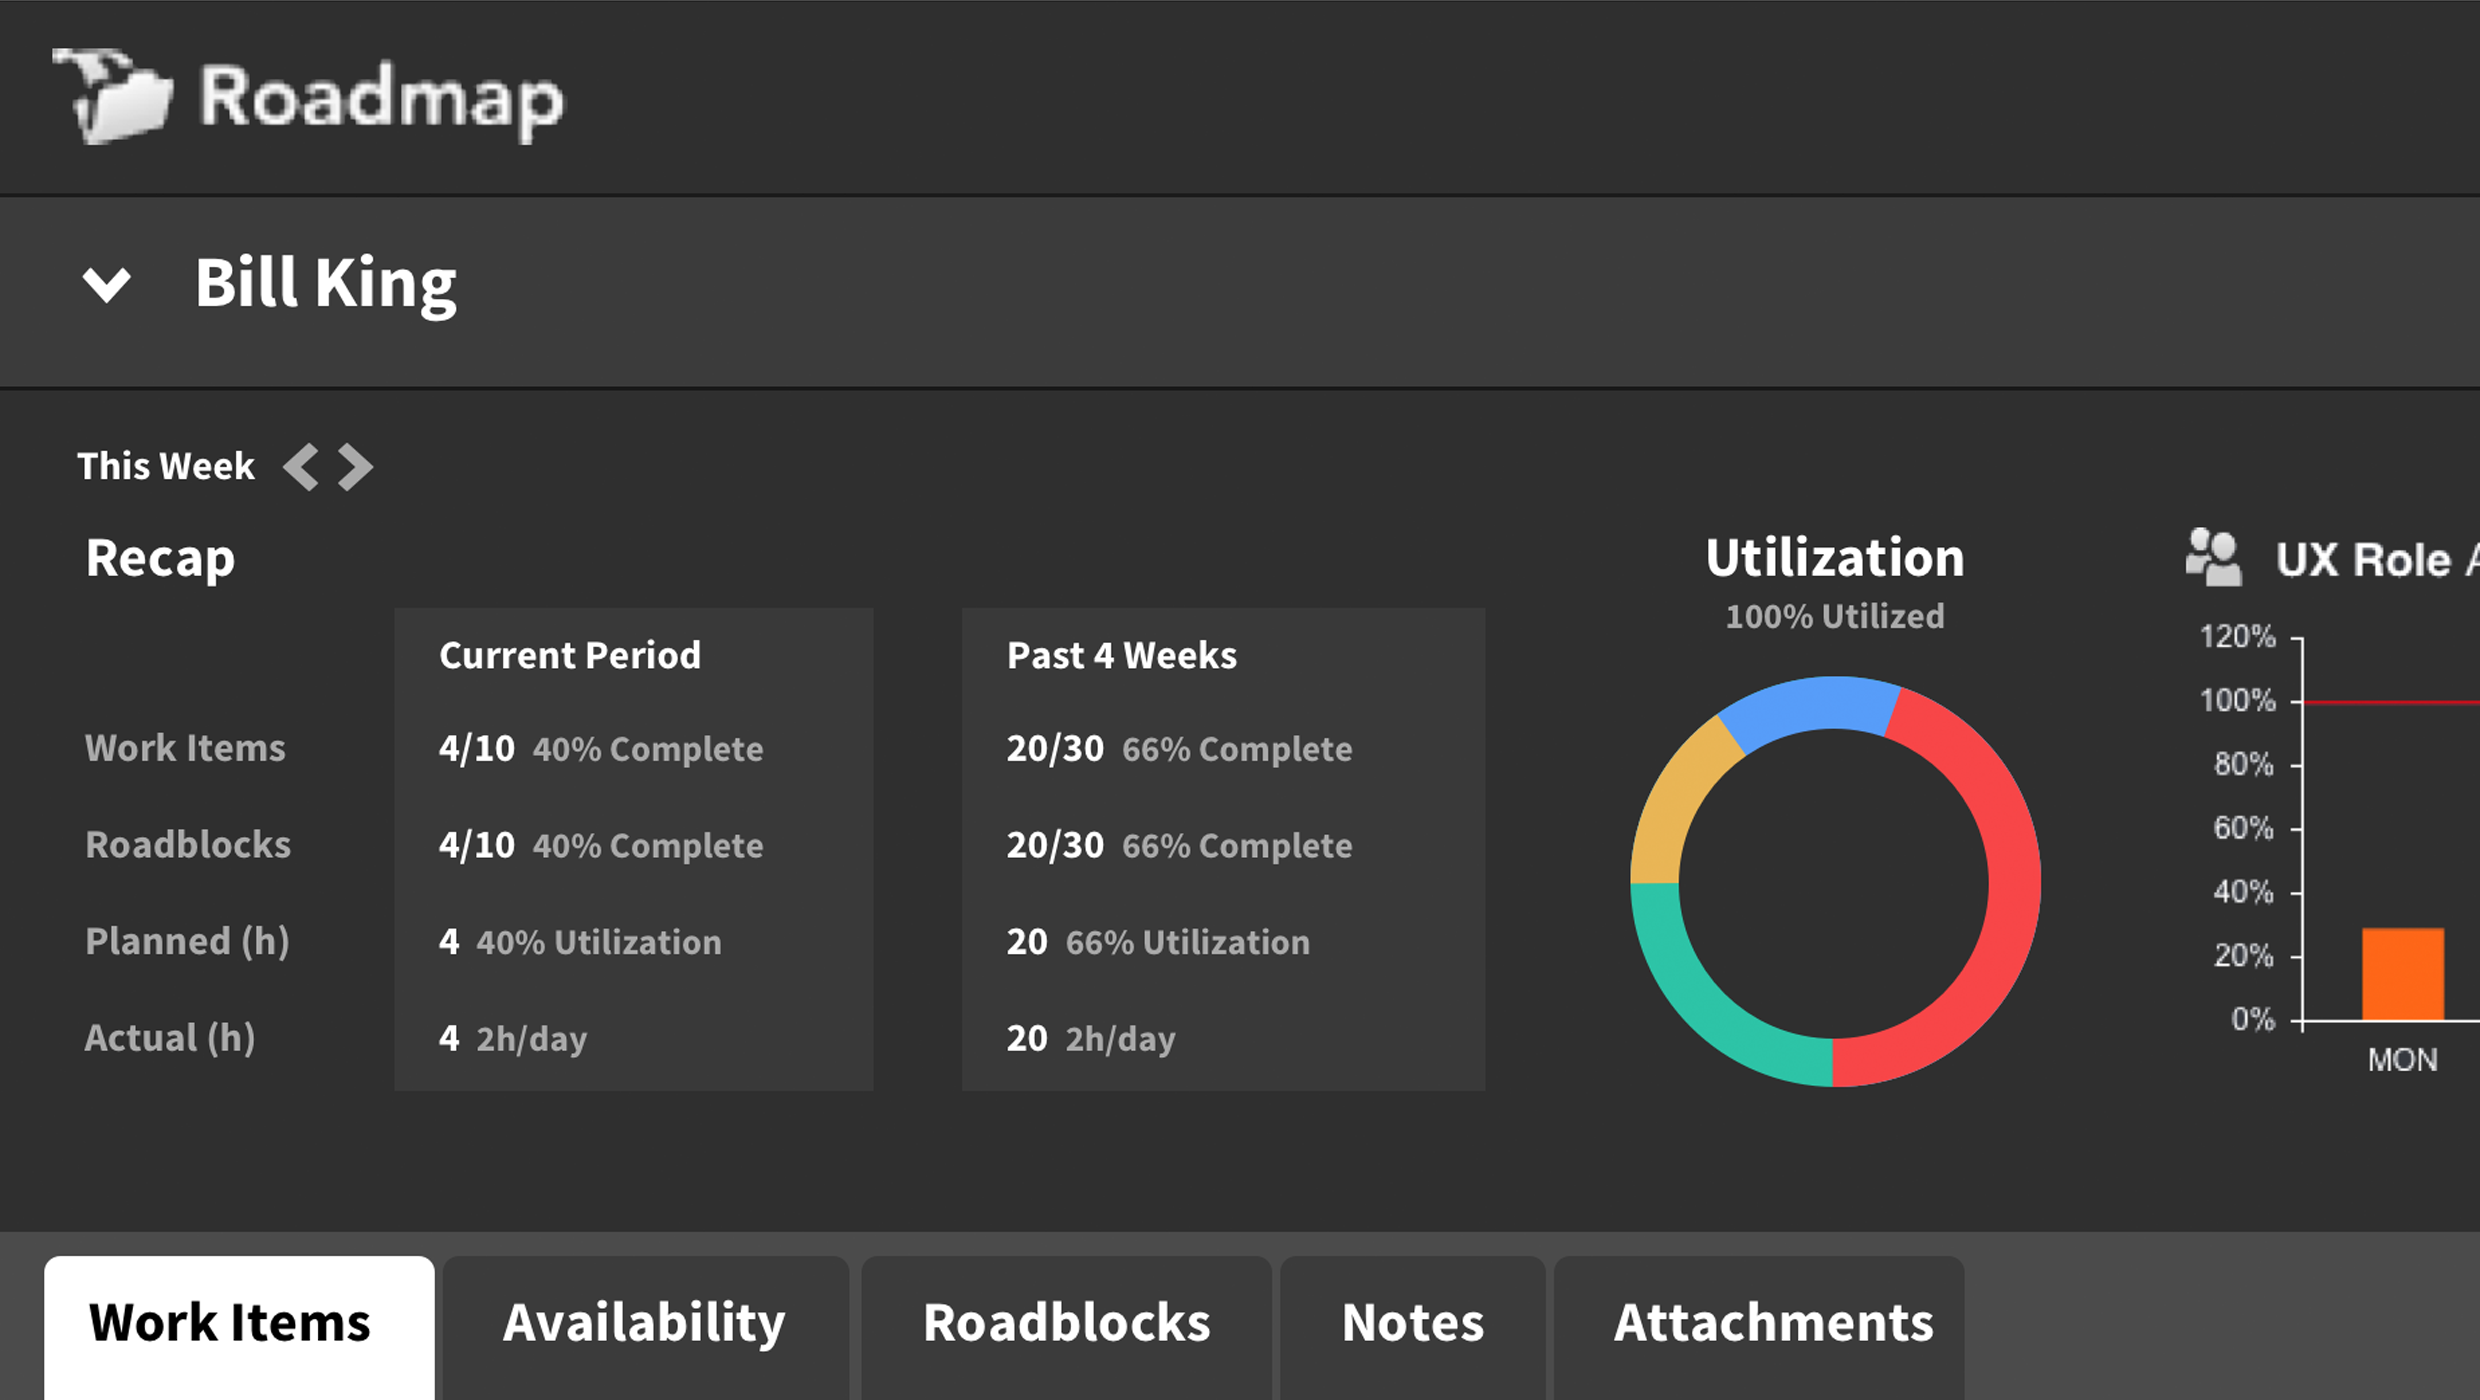 Roadmap
Bill King
This Week
Recap
Current Period
Past 4 Weeks
Work Items 4/10 40% Complete 20/30 66% Complete
Roadblocks 4/10 40% Complete 20/30 66% Complete
Planned (h) 4 40% Utilization 20 66% Utilization
Actual (h) 4 2h/day 20 2h/day
Utilization
100% Utilized
UX Role
120%
100%
80%
60%
40%
20%
0%
MON
Work Items Availability Roadblocks Notes Attachments